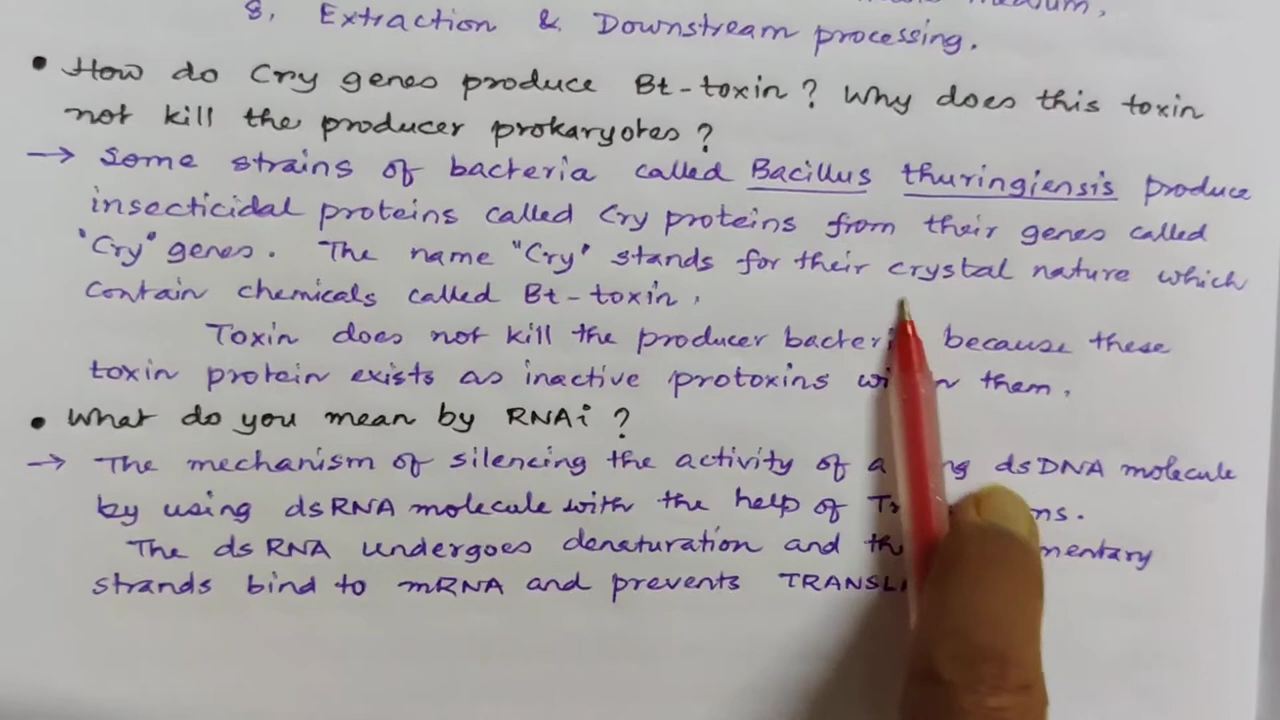 8. Extraction & Downstream processing.
• How do Cry genes produce Bt-toxin? Why does this toxin
not kill the producer prokaryotes?
→ Some strains of bacteria called Bacillus thuringiensis produce
insecticidal proteins called Cry proteins from their genes called
"Cry" genes. The name "Cry" stands for their crystal nature which
contain chemicals called Bt-toxin.
Toxin does not kill the producer because these
toxin protein exists as inactive protoxins them.
• What do you mean by RNAi?
→ The mechanism of silencing the activity of a dsDNA molecule
by using dsRNA molecule with the help of
The dsRNA undergoes denaturation and
strands bind to mRNA and prevents